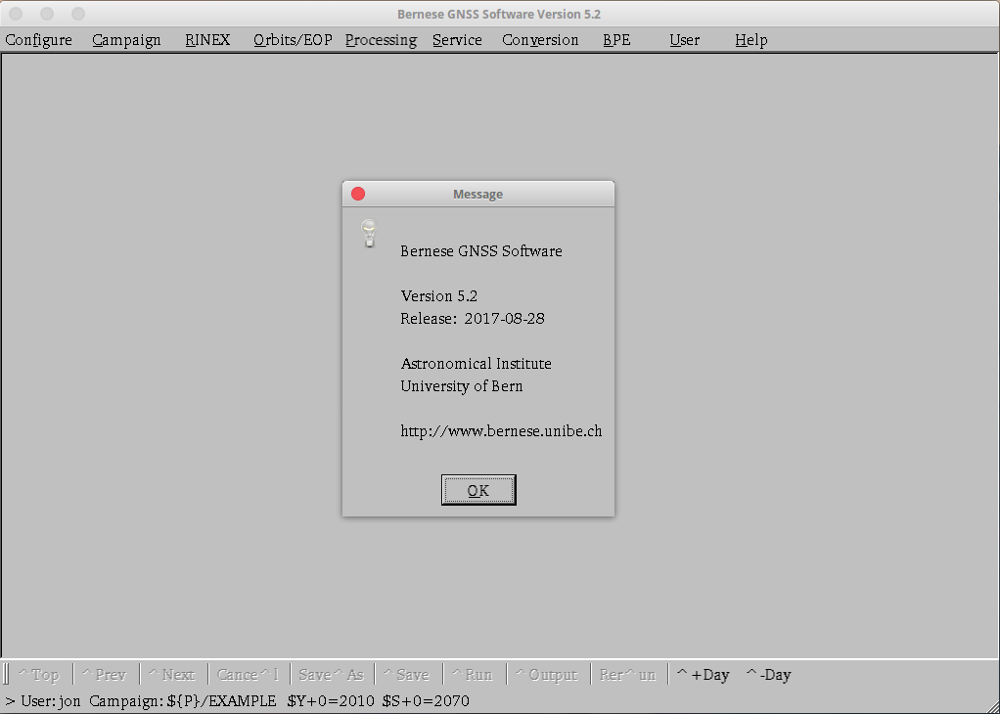 Bernese GNSS Software Version 5.2
Configure Campaign RINEX Orbits/EOP Processing Service Conversion BPE User Help
Message
Bernese GNSS Software
Version 5.2
Release: 2017-08-28
Astronomical Institute
University of Bern
http://www.bernese.unibe.ch
OK
^Top ^Prev ^Next Cance^l Save^As ^Save ^Run ^Output Rer^un ^+Day ^-Day
> User: jon Campaign: ${P}/EXAMPLE $Y+0=2010 $S+0=2070